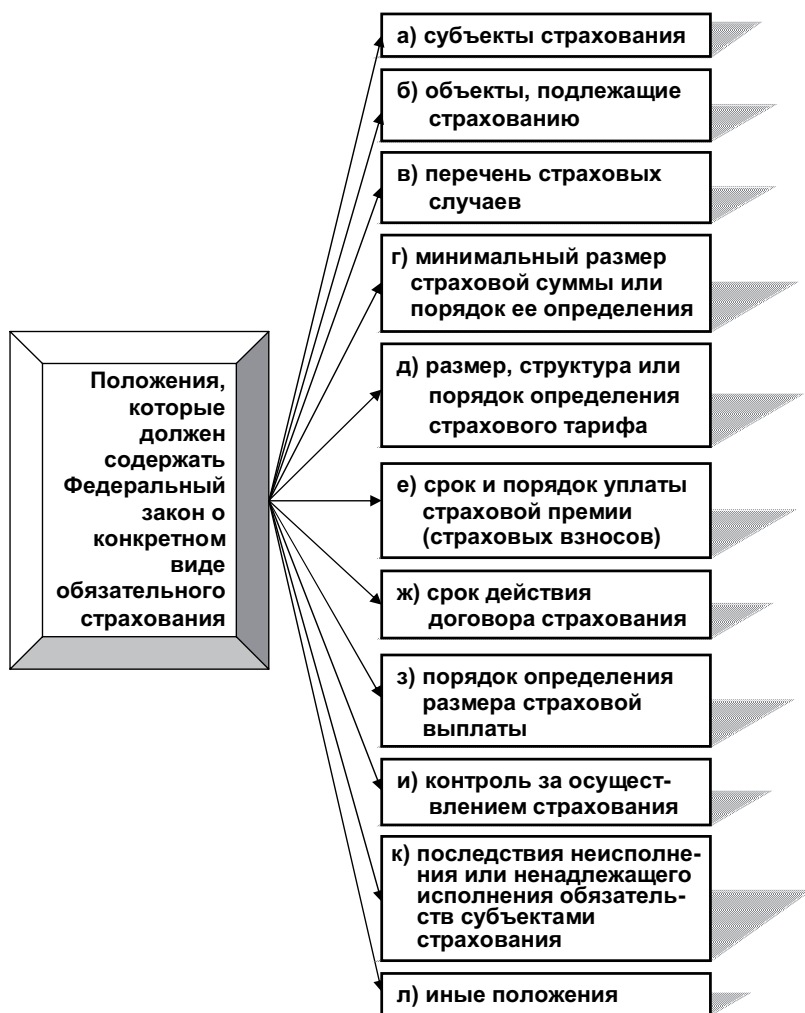 Положения,
которые
должен
содержать
Федеральный
закон о
конкретном
виде
обязательного
страхования
а) субъекты страхования
б) объекты, подлежащие
страхованию
в) перечень страховых
случаев
г) минимальный размер
страховой суммы или
порядок ее определения
д) размер, структура или
порядок определения
страхового тарифа
е) срок и порядок уплаты
страховой премии
(страховых взносов)
ж) срок действия
договора страхования
з) порядок определения
размера страховой
выплаты
и) контроль за осущест-
влением страхования
к) последствия неисполне-
ния или ненадлежащего
исполнения обязатель-
ств субъектами
страхования
л) иные положения